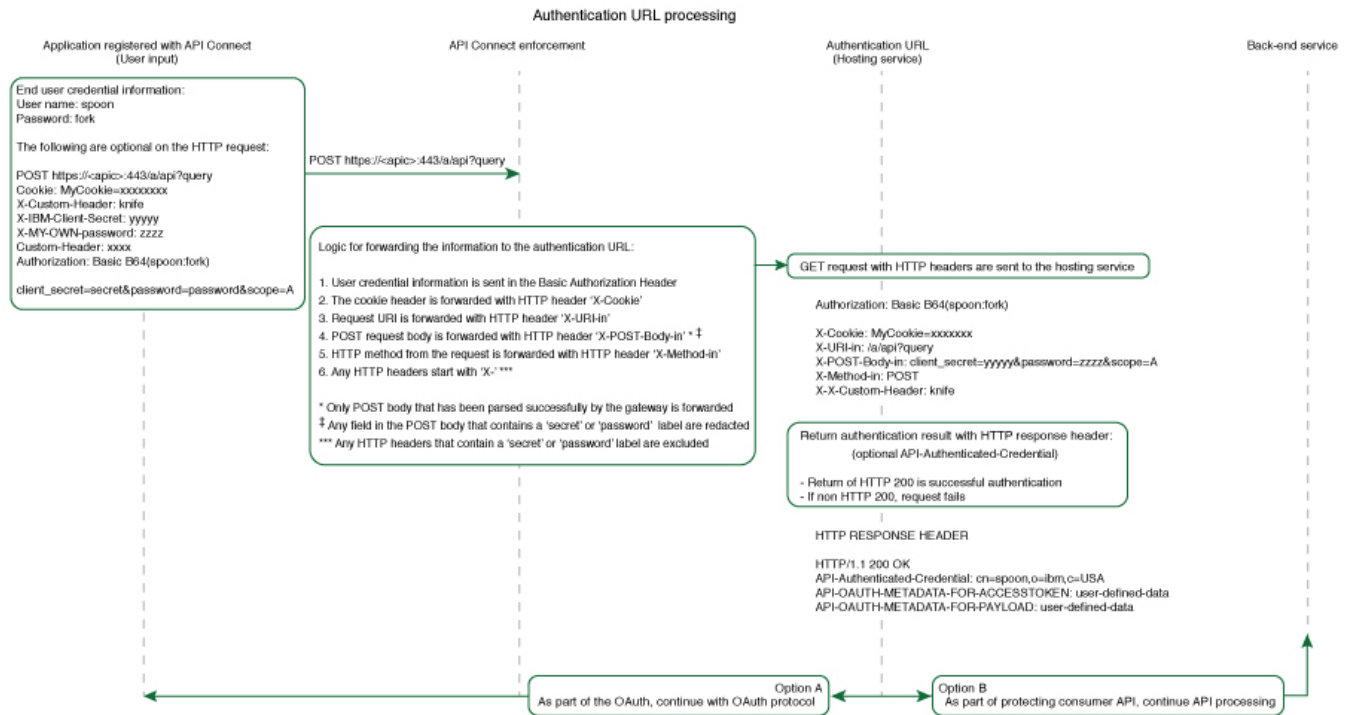 Authentication URL processing
Application registered with API Connect
(User input)
API Connect enforcement
Authentication URL
(Hosting service)
Back-end service
End user credential information:
User name: spoon
Password: fork
The following are optional on the HTTP request:
POST https://<apic>:443/a/api?query
Cookie: MyCookie=xxxxxxxx
X-Custom-Header: knife
X-IBM-Client-Secret: yyyyy
X-MY-OWN-password: zzzz
Custom-Header: xxxx
Authorization: Basic B64(spoon:fork)
client_secret=secret&password=password&scope=A
POST https://<apic>:443/a/api?query
Logic for forwarding the information to the authentication URL:
1. User credential information is sent in the Basic Authorization Header
2. The cookie header is forwarded with HTTP header ‘X-Cookie’
3. Request URI is forwarded with HTTP header ‘X-URI-in’
4. POST request body is forwarded with HTTP header ‘X-POST-Body-in’ * ‡
5. HTTP method from the request is forwarded with HTTP header ‘X-Method-in’
6. Any HTTP headers start with ‘X-’ ***
* Only POST body that has been parsed successfully by the gateway is forwarded
‡ Any field in the POST body that contains a ‘secret’ or ‘password’ label are redacted
*** Any HTTP headers that contain a ‘secret’ or ‘password’ label are excluded
GET request with HTTP headers are sent to the hosting service
Authorization: Basic B64(spoon:fork)
X-Cookie: MyCookie=xxxxxxx
X-URI-in: /a/api?query
X-POST-Body-in: client_secret=yyyyy&password=zzzz&scope=A
X-Method-in: POST
X-X-Custom-Header: knife
Return authentication result with HTTP response header:
{optional API-Authenticated-Credential}
- Return of HTTP 200 is successful authentication
- If non HTTP 200, request fails
HTTP RESPONSE HEADER
HTTP/1.1 200 OK
API-Authenticated-Credential: cn=spoon,o=ibm,c=USA
API-OAUTH-METADATA-FOR-ACCESSTOKEN: user-defined-data
API-OAUTH-METADATA-FOR-PAYLOAD: user-defined-data
Option A
As part of the OAuth, continue with OAuth protocol
Option B
As part of protecting consumer API, continue API processing